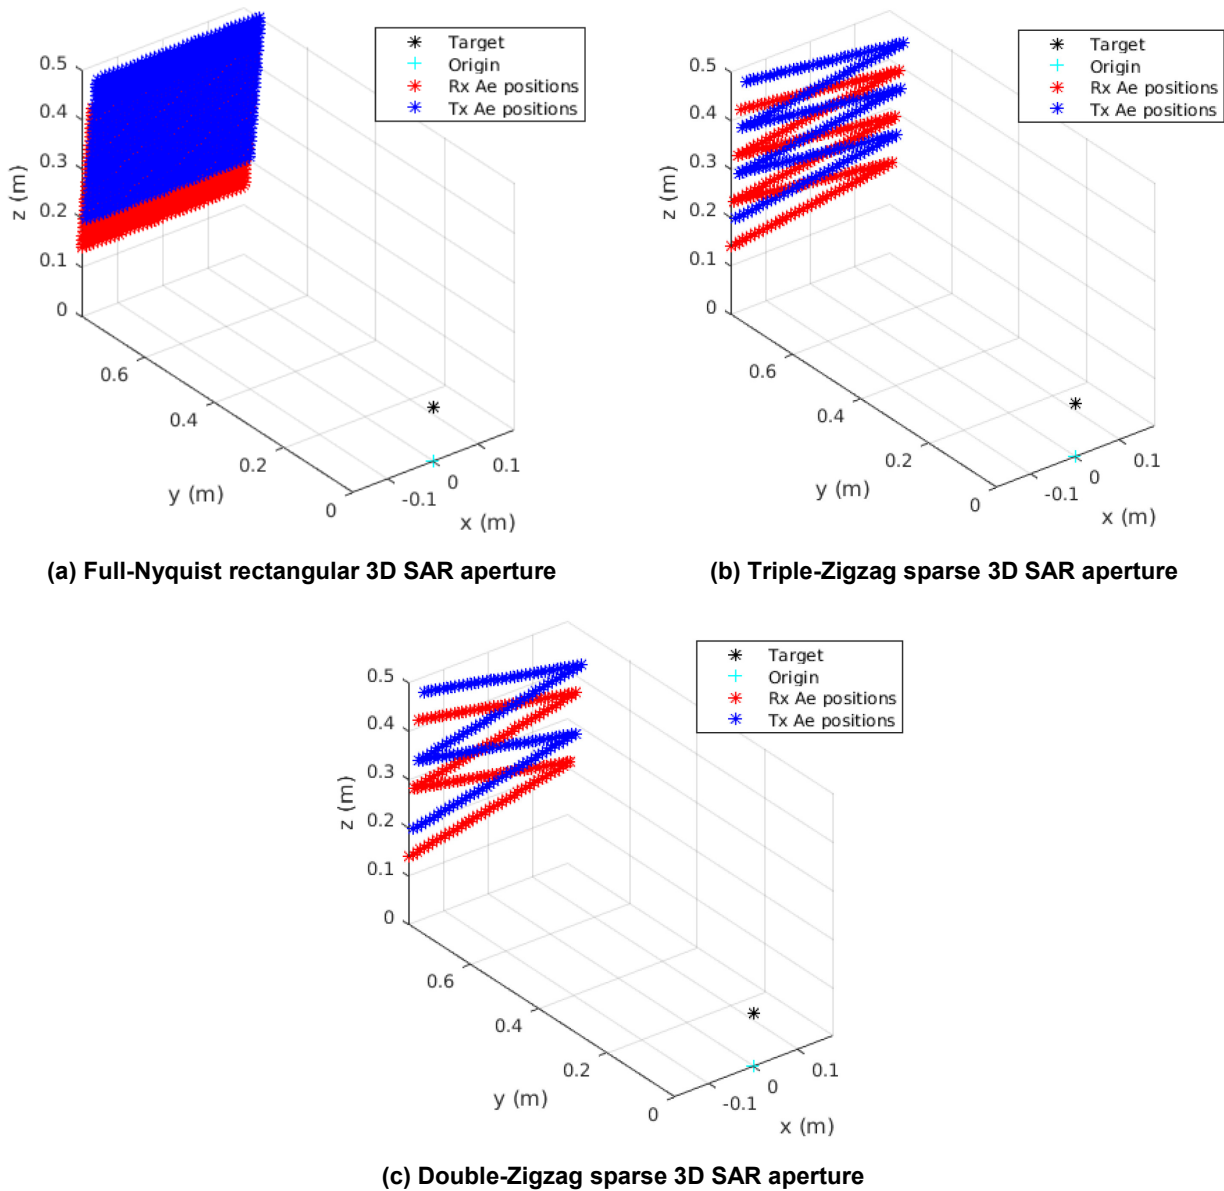 Target
Origin
Rx Ae positions
Tx Ae positions
0.5
0.4
0.3
0.2
0.1
0
z (m)
0.6
0.4
0.2
0
y (m)
-0.1
0
0.1
x (m)
(a) Full-Nyquist rectangular 3D SAR aperture
Target
Origin
Rx Ae positions
Tx Ae positions
0.5
0.4
0.3
0.2
0.1
0
z (m)
0.6
0.4
0.2
0
y (m)
-0.1
0
0.1
x (m)
(b) Triple-Zigzag sparse 3D SAR aperture
Target
Origin
Rx Ae positions
Tx Ae positions
0.5
0.4
0.3
0.2
0.1
0
z (m)
0.6
0.4
0.2
0
y (m)
-0.1
0
0.1
x (m)
(c) Double-Zigzag sparse 3D SAR aperture